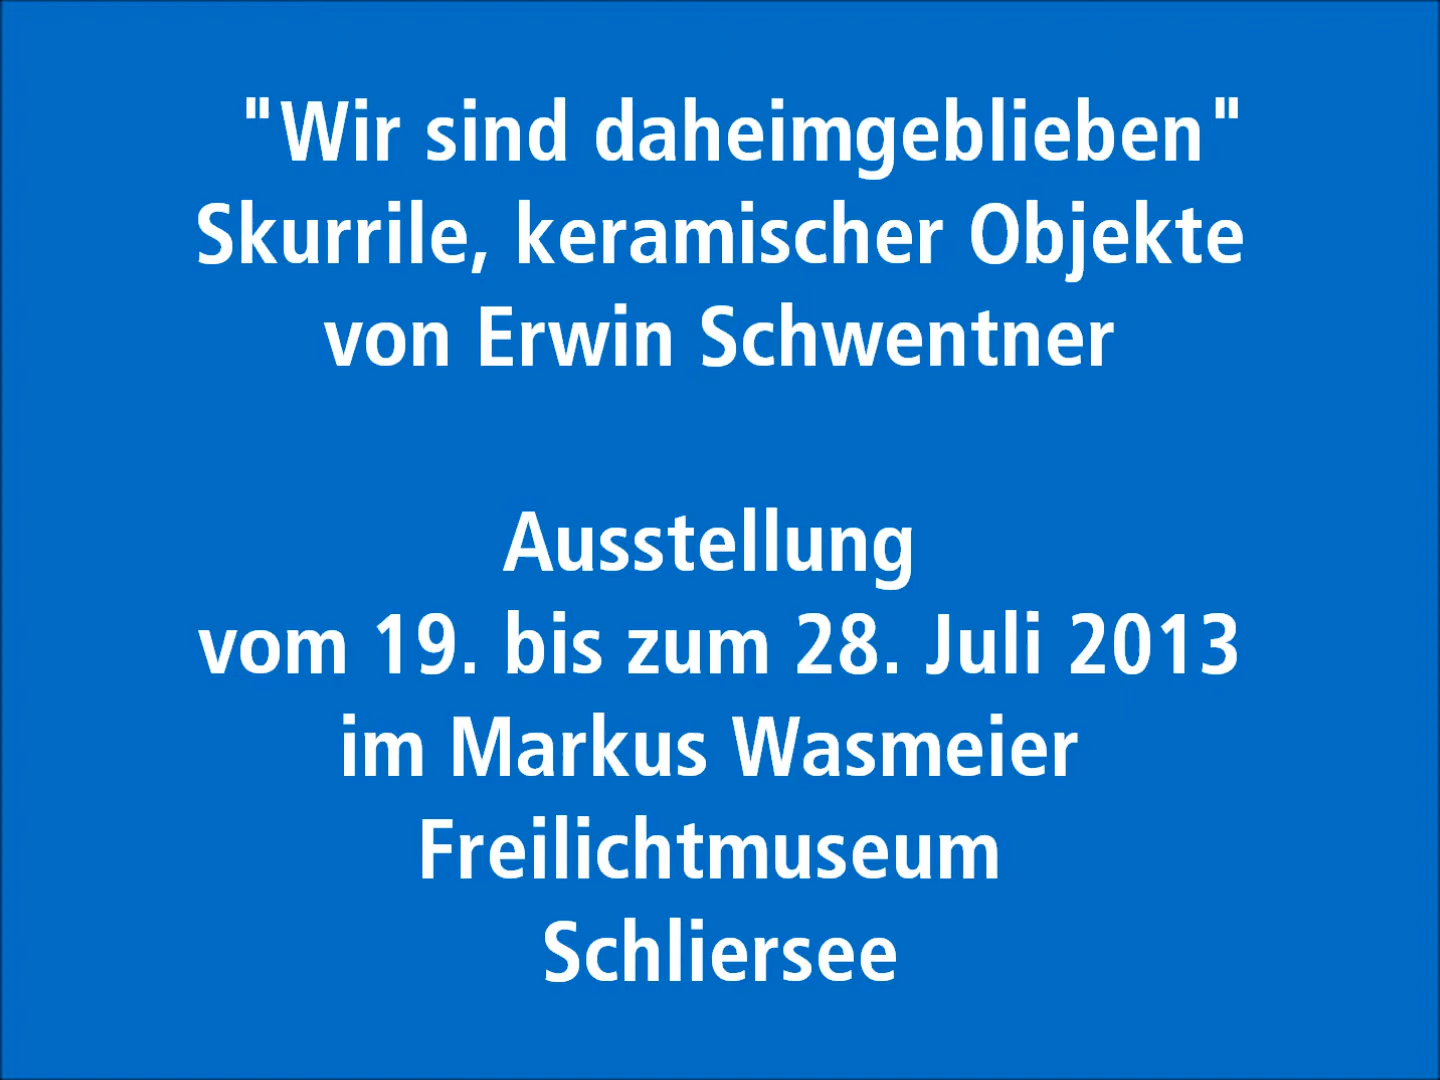 "Wir sind daheimgeblieben"
Skurrile, keramischer Objekte
von Erwin Schwentner
Ausstellung
vom 19. bis zum 28. Juli 2013
im Markus Wasmeier
Freilichtmuseum
Schliersee